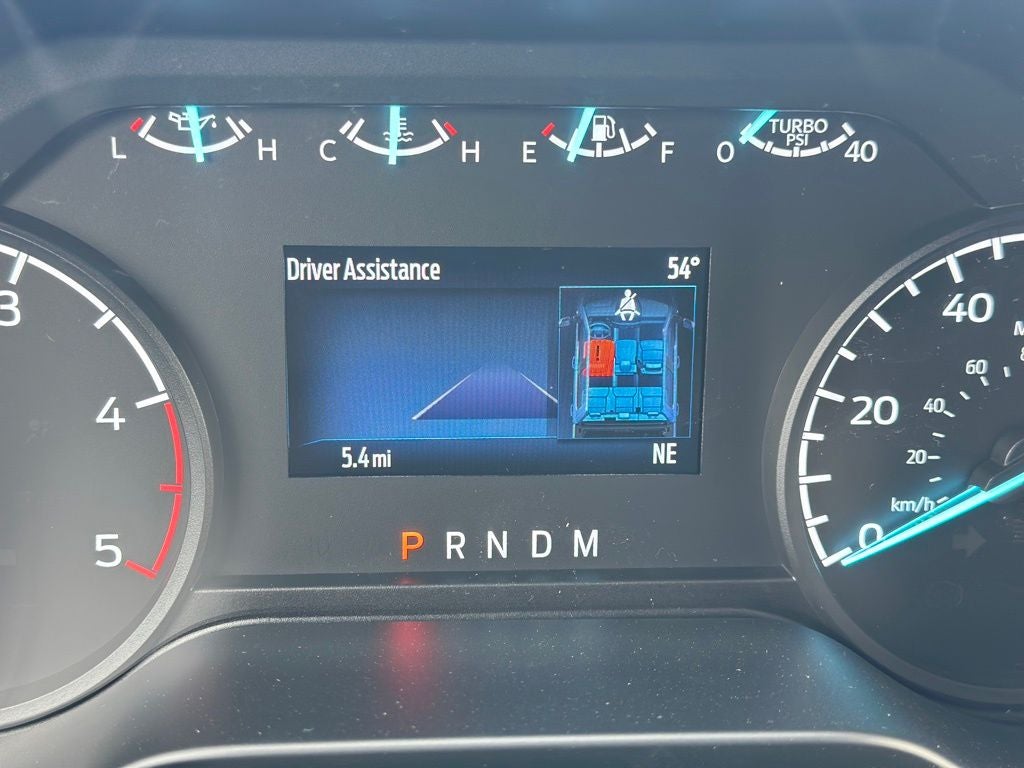 L H C H E F 0 TURBO PSI 40
Driver Assistance 54°
3
4
5
5.4 mi NE
P R N D M
40
20
0
60
40
20
km/h